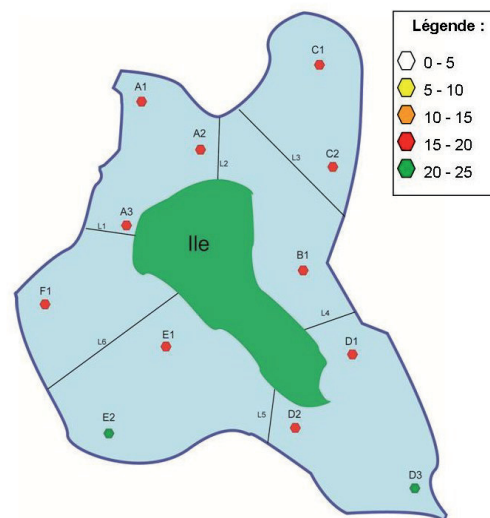 Légende :
0 - 5
5 - 10
10 - 15
15 - 20
20 - 25
C1
A1
A2
L2
L3
C2
A3
L1
Ile
B1
F1
L4
E1
L6
D1
L5
D2
E2
D3